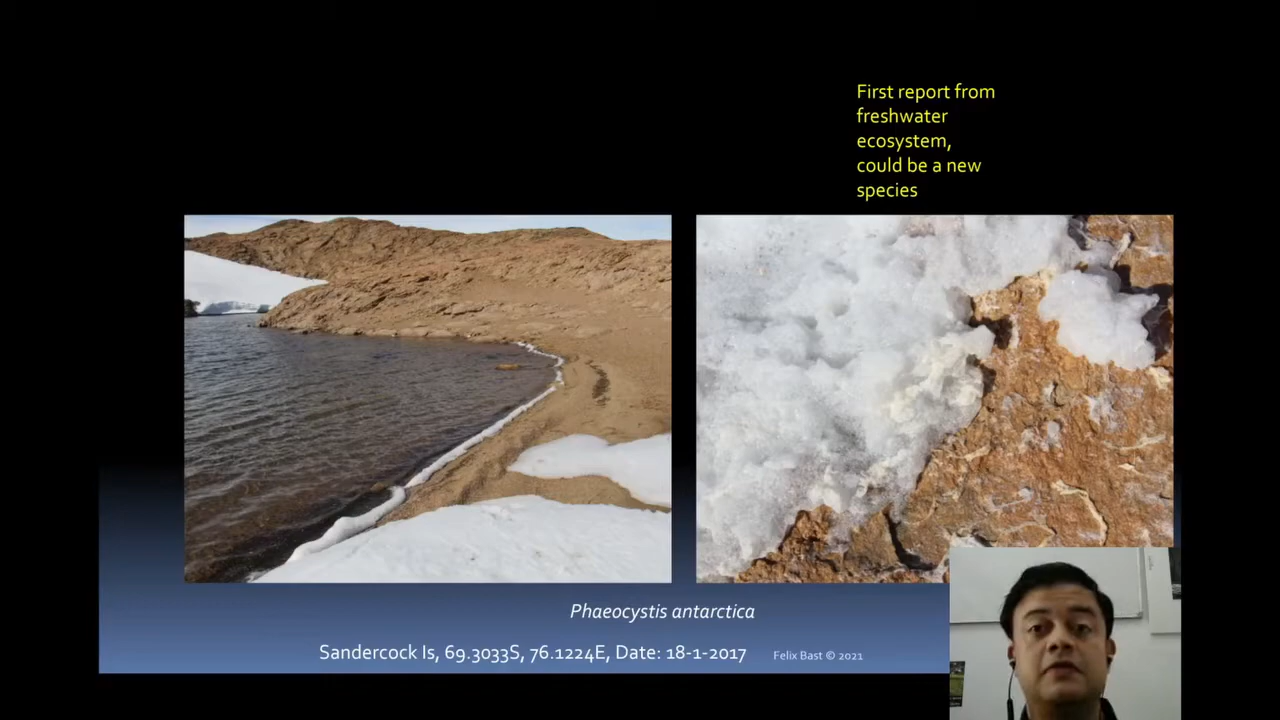 First report from
freshwater
ecosystem,
could be a new
species
Phaeocystis antarctica
Sandercock Is, 69.3033S, 76.1224E, Date: 18-1-2017
Felix Bast © 2021